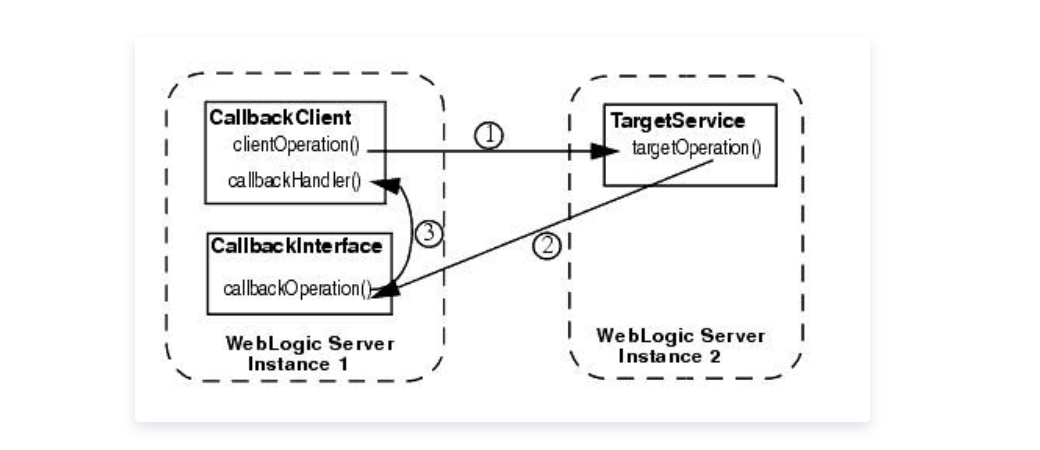 CallbackClient
clientOperation()
callbackHandler()
1
TargetService
targetOperation()
3
2
CallbackInterface
callbackOperation()
WebLogic Server
Instance 1
WebLogic Server
Instance 2